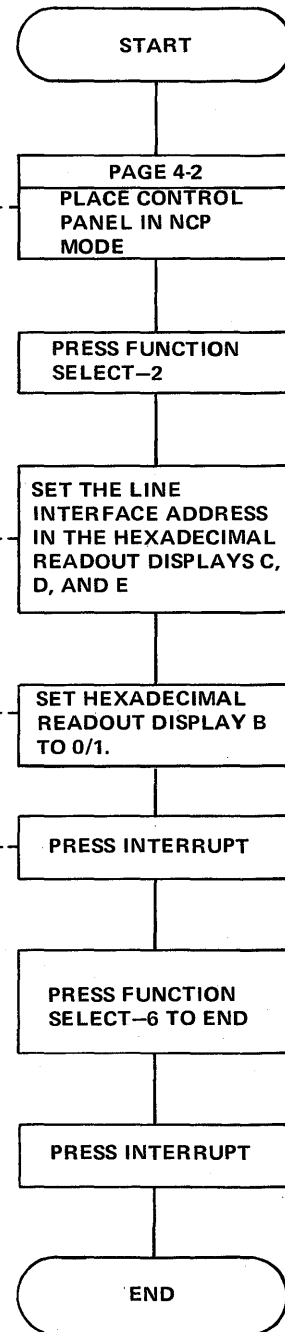 START
PAGE 4-2
PLACE CONTROL
PANEL IN NCP
MODE
PRESS FUNCTION
SELECT–2
SET THE LINE
INTERFACE ADDRESS
IN THE HEXADECIMAL
READOUT DISPLAYS C,
D, AND E
SET HEXADECIMAL
READOUT DISPLAY B
TO 0/1.
PRESS INTERRUPT
PRESS FUNCTION
SELECT–6 TO END
PRESS INTERRUPT
END